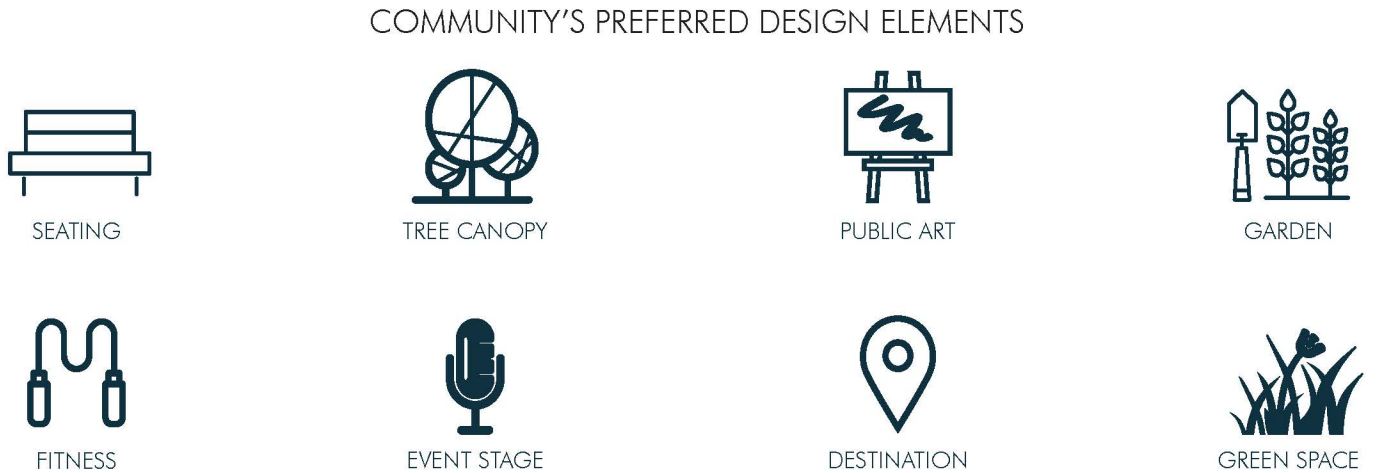 COMMUNITY'S PREFERRED DESIGN ELEMENTS
SEATING
TREE CANOPY
PUBLIC ART
GARDEN
FITNESS
EVENT STAGE
DESTINATION
GREEN SPACE